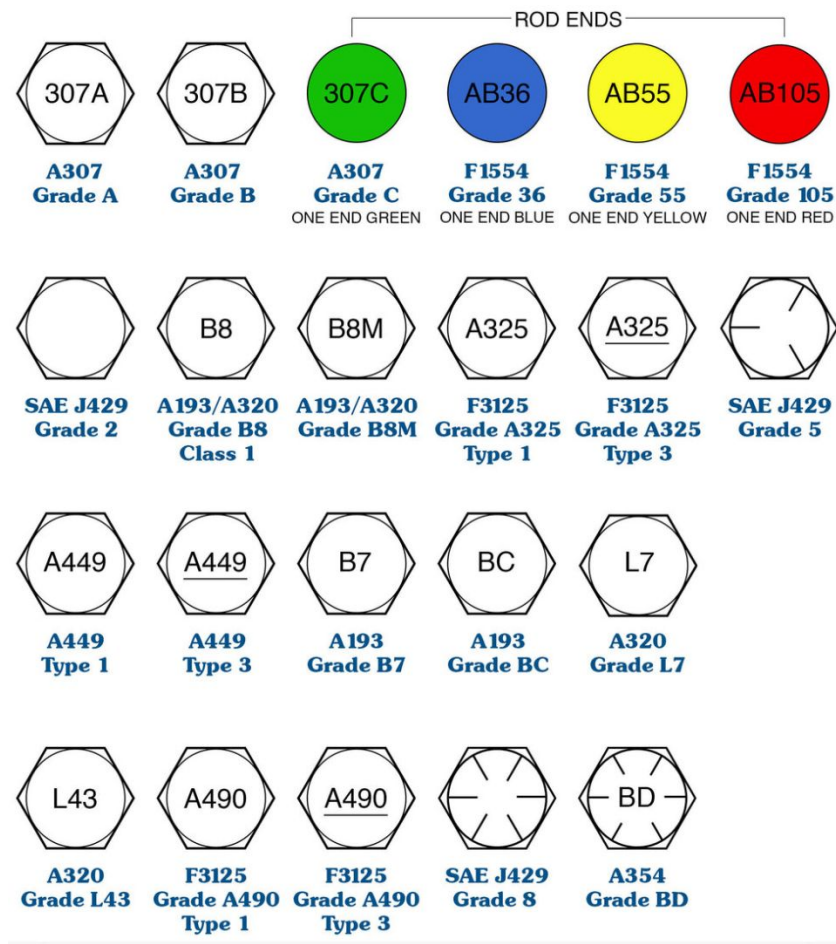 ROD ENDS
307A
307B
307C
AB36
AB55
AB105
A307
Grade A
A307
Grade B
A307
Grade C
ONE END GREEN
F1554
Grade 36
ONE END BLUE
F1554
Grade 55
ONE END YELLOW
F1554
Grade 105
ONE END RED
B8
B8M
A325
A325
SAE J429
Grade 2
A193/A320
Grade B8
Class 1
A193/A320
Grade B8M
F3125
Grade A325
Type 1
F3125
Grade A325
Type 3
SAE J429
Grade 5
A449
A449
B7
BC
L7
A449
Type 1
A449
Type 3
A193
Grade B7
A193
Grade BC
A320
Grade L7
L43
A490
A490
BD
A320
Grade L43
F3125
Grade A490
Type 1
F3125
Grade A490
Type 3
SAE J429
Grade 8
A354
Grade BD